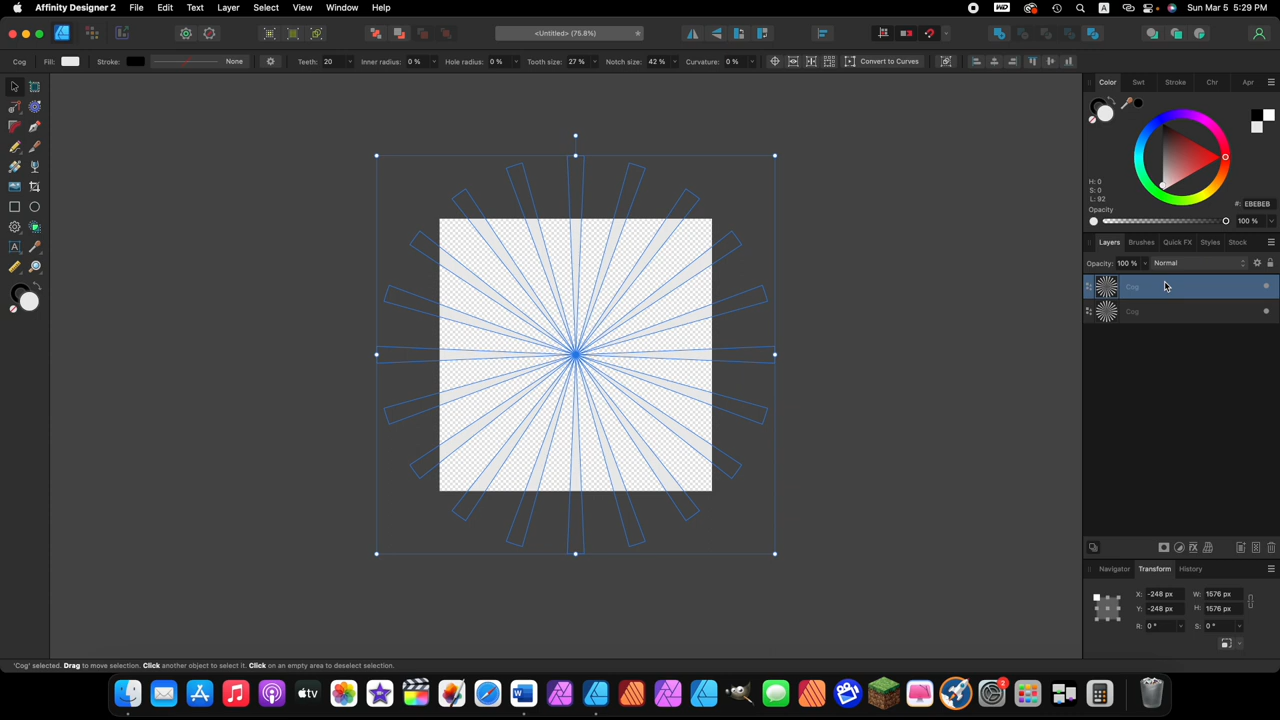 Affinity Designer 2 File Edit Text Layer Select View Window Help
WD A Sun Mar 5 5:29 PM
<Untitled> (75.8%)
Cog Fill: Stroke: None Teeth: 20 Inner radius: 0 % Hole radius: 0 % Tooth size: 27 % Notch size: 42 % Curvature: 0 % Convert to Curves
Color Swt Stroke Chr Apr
H: 0
S: 0
L: 92
#: EBEBEB
Opacity
100 %
Layers Brushes Quick FX Styles Stock
Opacity: 100 % Normal
Cog
Cog
Navigator Transform History
X: -248 px W: 1576 px
Y: -248 px H: 1576 px
R: 0 ° S: 0 °
'Cog' selected. Drag to move selection. Click another object to select it. Click on an empty area to deselect selection.
tv
W
2